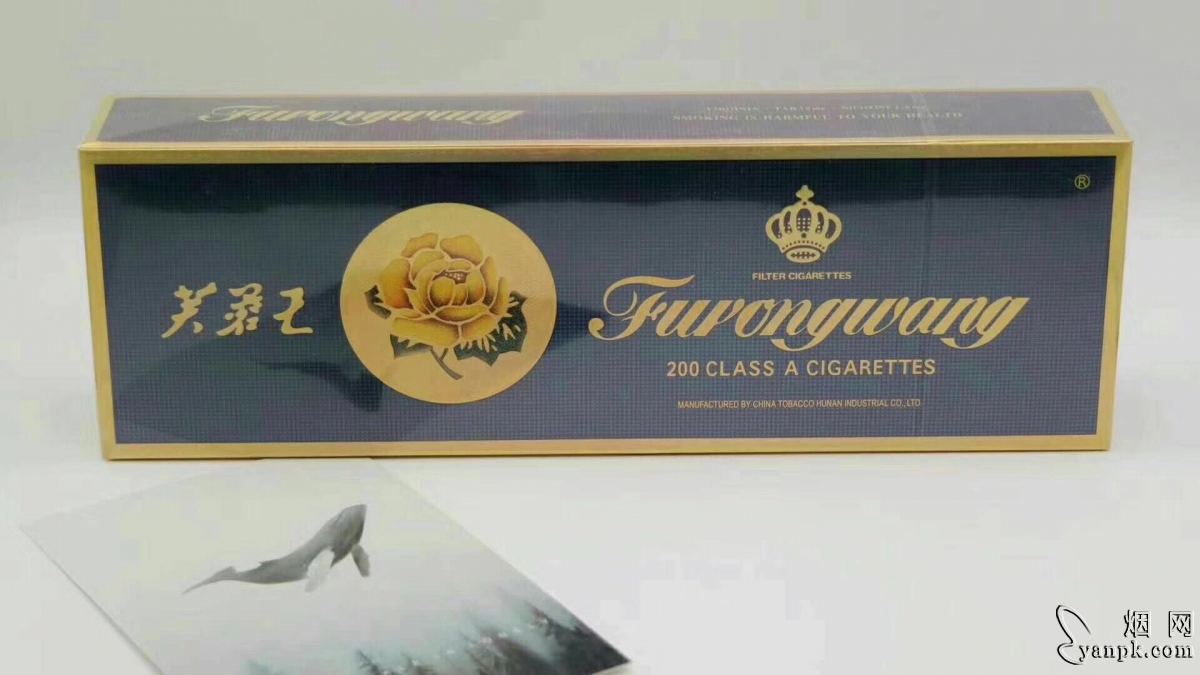 Furongwang
SMOKING IS HARMFUL TO YOUR HEALTH
®
FILTER CIGARETTES
芙蓉王
Furongwang
200 CLASS A CIGARETTES
MANUFACTURED BY CHINA TOBACCO HUNAN INDUSTRIAL CO.,LTD
烟网
yanpk.com